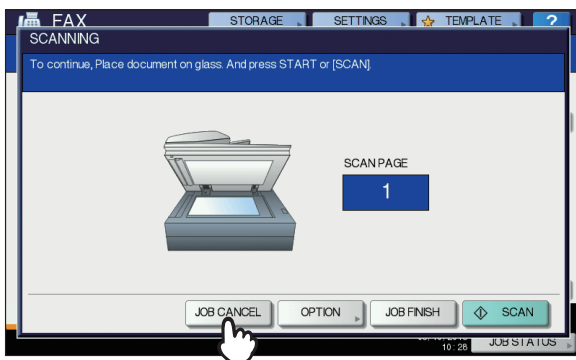 FAX STORAGE SETTINGS TEMPLATE ?
SCANNING
To continue, Place document on glass. And press START or [SCAN].
SCAN PAGE
1
JOB CANCEL OPTION JOB FINISH SCAN
10:28 JOB STATUS